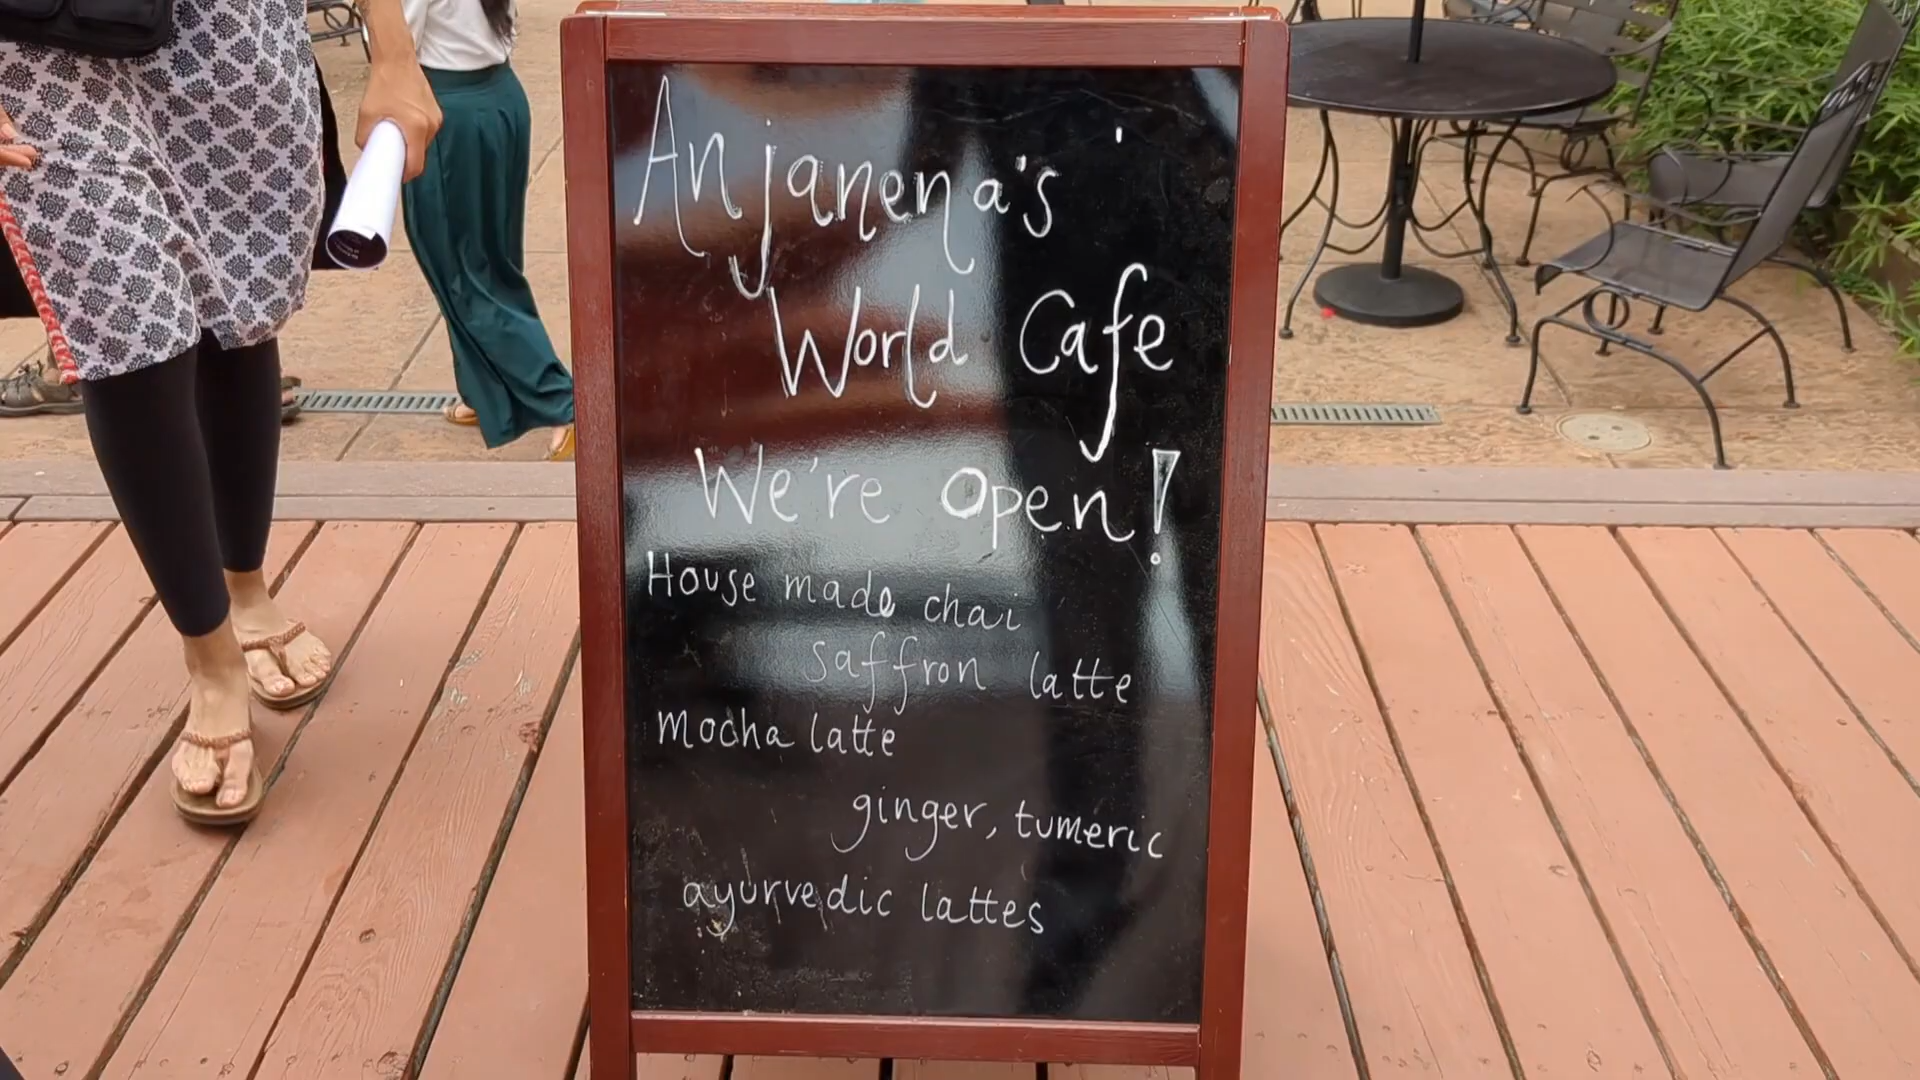 Anjanena's
World Cafe
We're open!
House made chai
saffron latte
mocha latte
ginger, tumeric
ayurvedic lattes